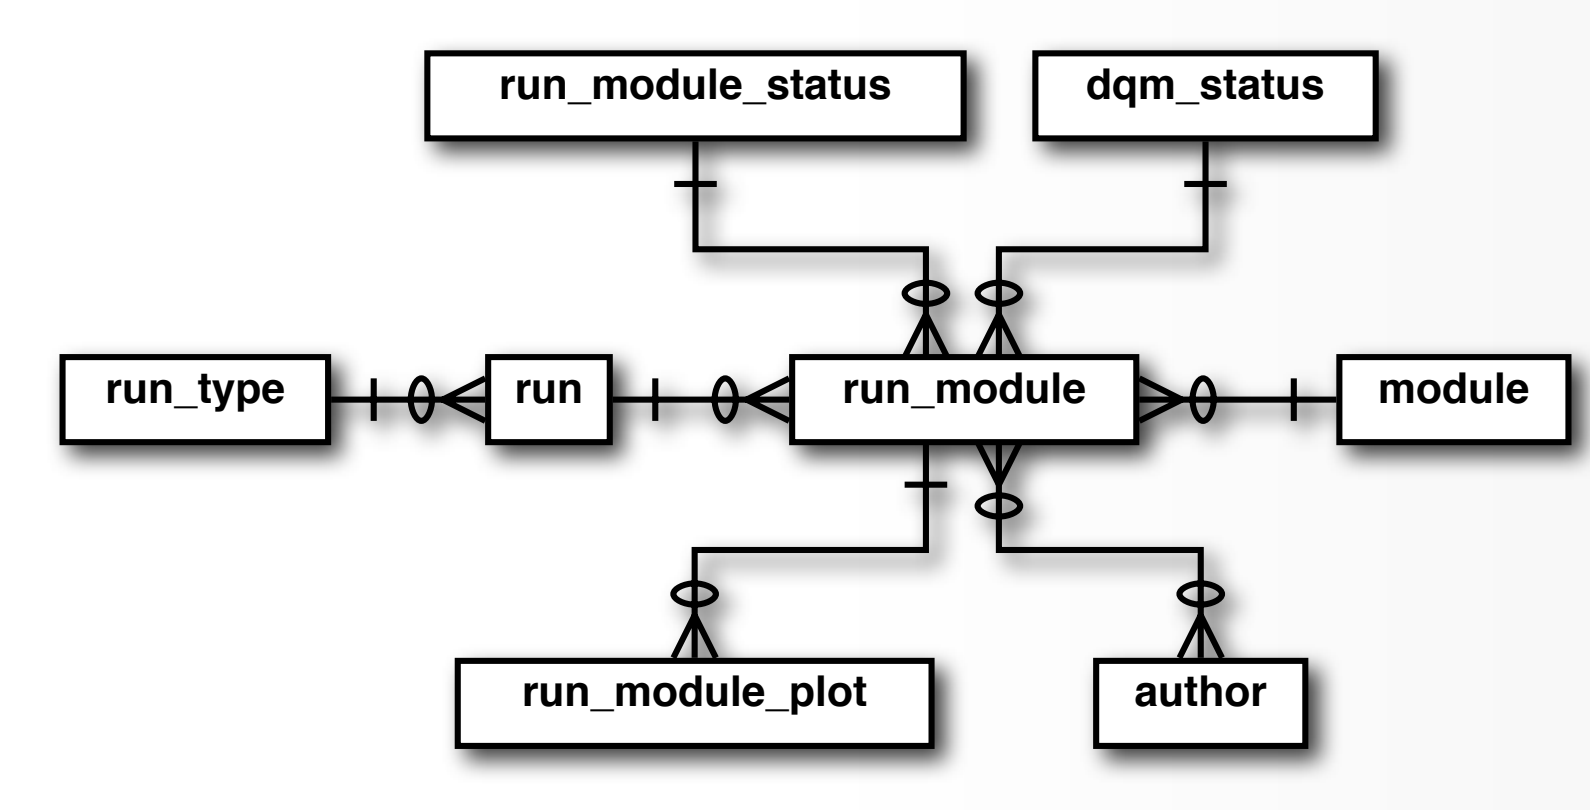 run_module_status
dqm_status
run_type
run
run_module
module
run_module_plot
author